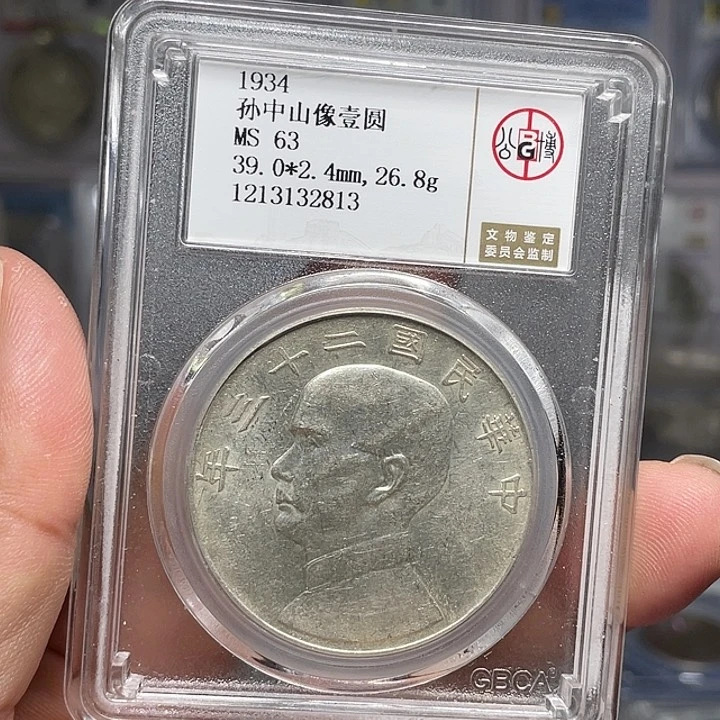 1934
孙中山像壹圆
MS 63
39.0*2.4mm,26.8g
1213132813
公博
BG
文物鉴定
委员会监制
中華民國二十三年
GBCA